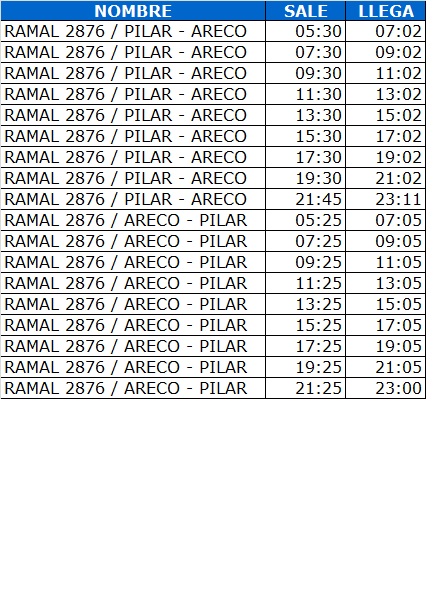 NOMBRE SALE LLEGA
RAMAL 2876 / PILAR - ARECO 05:30 07:02
RAMAL 2876 / PILAR - ARECO 07:30 09:02
RAMAL 2876 / PILAR - ARECO 09:30 11:02
RAMAL 2876 / PILAR - ARECO 11:30 13:02
RAMAL 2876 / PILAR - ARECO 13:30 15:02
RAMAL 2876 / PILAR - ARECO 15:30 17:02
RAMAL 2876 / PILAR - ARECO 17:30 19:02
RAMAL 2876 / PILAR - ARECO 19:30 21:02
RAMAL 2876 / PILAR - ARECO 21:45 23:11
RAMAL 2876 / ARECO - PILAR 05:25 07:05
RAMAL 2876 / ARECO - PILAR 07:25 09:05
RAMAL 2876 / ARECO - PILAR 09:25 11:05
RAMAL 2876 / ARECO - PILAR 11:25 13:05
RAMAL 2876 / ARECO - PILAR 13:25 15:05
RAMAL 2876 / ARECO - PILAR 15:25 17:05
RAMAL 2876 / ARECO - PILAR 17:25 19:05
RAMAL 2876 / ARECO - PILAR 19:25 21:05
RAMAL 2876 / ARECO - PILAR 21:25 23:00